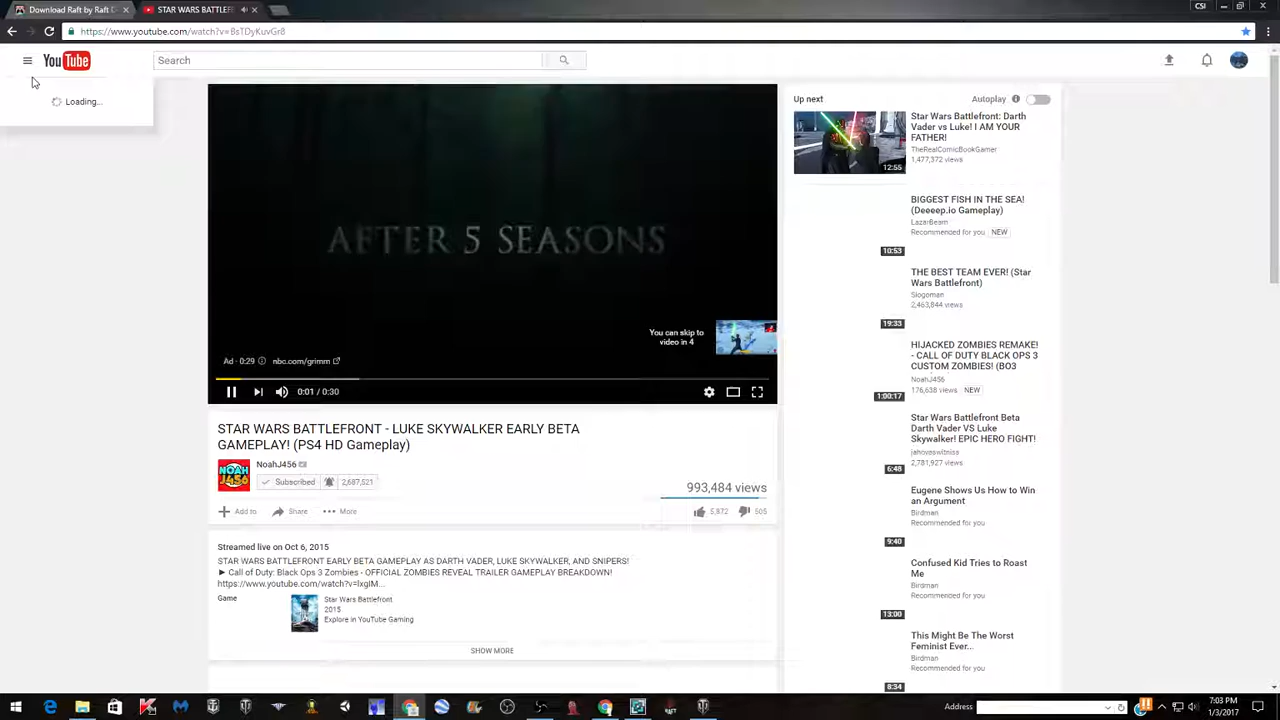 Download Raft by Raft
STAR WARS BATTLEF
CSI
https://www.youtube.com/watch?v=BsTDyKuvGr8
YouTube
Search
Loading...
AFTER 5 SEASONS
You can skip to
video in 4
Ad · 0:29
nbc.com/grimm
0:01 / 0:30
STAR WARS BATTLEFRONT - LUKE SKYWALKER EARLY BETA
GAMEPLAY! (PS4 HD Gameplay)
NOAH
J456
NoahJ456
Subscribed
2,687,521
993,484 views
Add to
Share
More
5,872
505
Streamed live on Oct 6, 2015
STAR WARS BATTLEFRONT EARLY BETA GAMEPLAY AS DARTH VADER, LUKE SKYWALKER, AND SNIPERS!
► Call of Duty: Black Ops 3 Zombies - OFFICIAL ZOMBIES REVEAL TRAILER GAMEPLAY BREAKDOWN!
https://www.youtube.com/watch?v=lxgIM...
Game
Star Wars Battlefront
2015
Explore in YouTube Gaming
SHOW MORE
Up next
Autoplay
Star Wars Battlefront: Darth
Vader vs Luke! I AM YOUR
FATHER!
TheRealComicBookGamer
1,477,372 views
12:55
BIGGEST FISH IN THE SEA!
(Deeeep.io Gameplay)
LazarBeam
Recommended for you NEW
10:53
THE BEST TEAM EVER! (Star
Wars Battlefront)
Slogoman
2,463,844 views
19:33
HIJACKED ZOMBIES REMAKE!
- CALL OF DUTY BLACK OPS 3
CUSTOM ZOMBIES! (BO3
NoahJ456
176,638 views NEW
1:00:17
Star Wars Battlefront Beta
Darth Vader VS Luke
Skywalker! EPIC HERO FIGHT!
jahovaswitniss
2,781,927 views
6:48
Eugene Shows Us How to Win
an Argument
Birdman
Recommended for you
9:40
Confused Kid Tries to Roast
Me
Birdman
Recommended for you
13:00
This Might Be The Worst
Feminist Ever...
Birdman
Recommended for you
8:34
Address
7:03 PM
1/3/2017